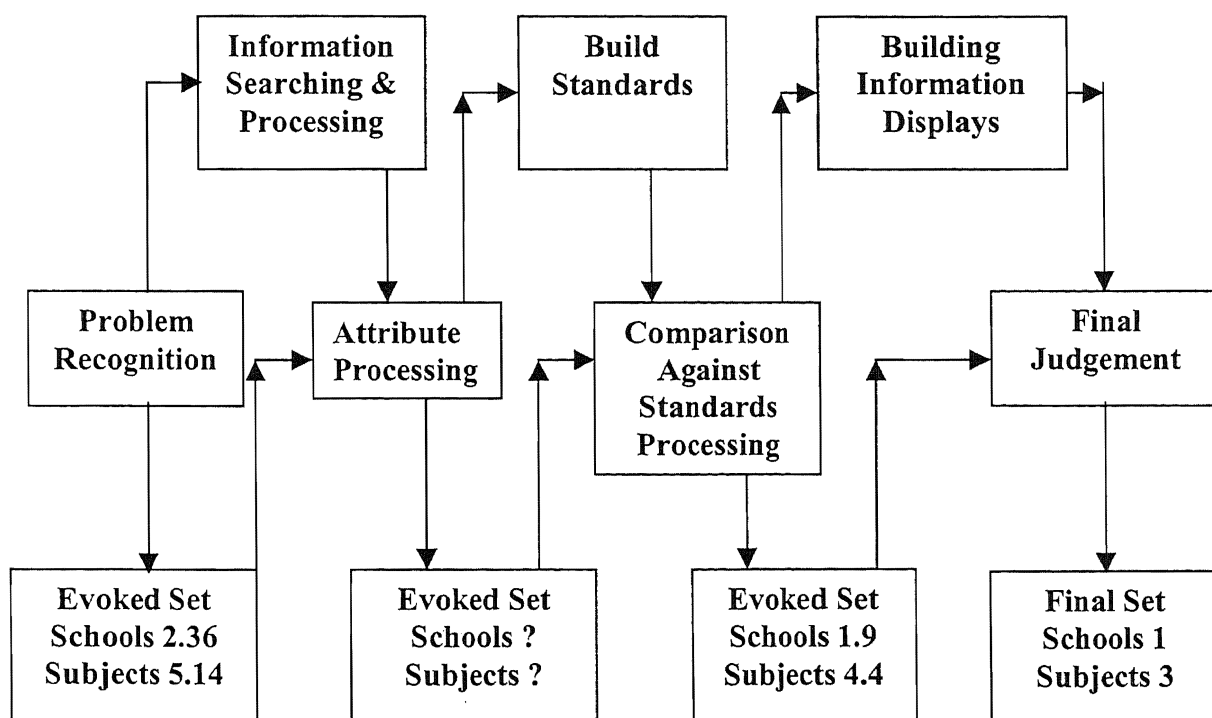 Information
Searching &
Processing
Build
Standards
Building
Information
Displays
Problem
Recognition
Attribute
Processing
Comparison
Against
Standards
Processing
Final
Judgement
Evoked Set
Schools 2.36
Subjects 5.14
Evoked Set
Schools ?
Subjects ?
Evoked Set
Schools 1.9
Subjects 4.4
Final Set
Schools 1
Subjects 3